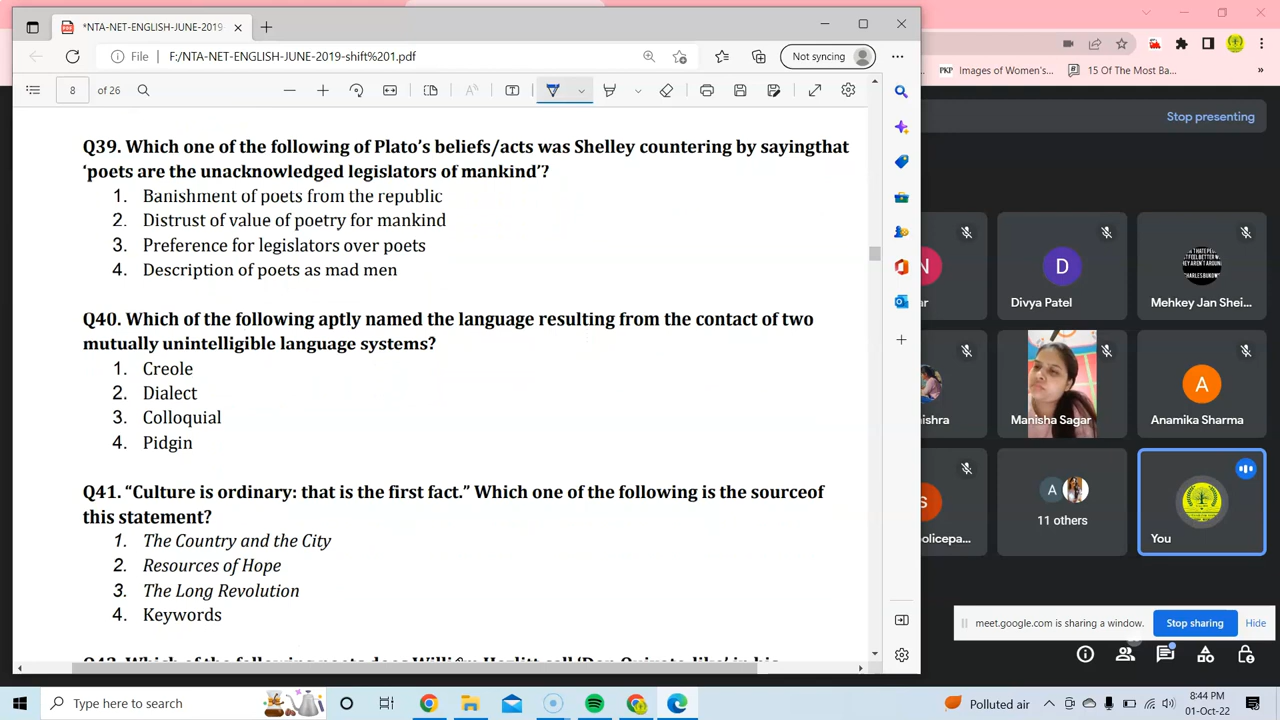 *NTA-NET-ENGLISH-JUNE-2019-
File
F:/NTA-NET-ENGLISH-JUNE-2019-shift%201.pdf
Not syncing
PKP
Images of Women's...
15 Of The Most Ba...
8
of 26
Stop presenting
Q39. Which one of the following of Plato's beliefs/acts was Shelley countering by sayingthat
'poets are the unacknowledged legislators of mankind'?
1. Banishment of poets from the republic
2. Distrust of value of poetry for mankind
3. Preference for legislators over poets
4. Description of poets as mad men
Q40. Which of the following aptly named the language resulting from the contact of two
mutually unintelligible language systems?
1. Creole
2. Dialect
3. Colloquial
4. Pidgin
Q41. “Culture is ordinary: that is the first fact.” Which one of the following is the sourceof
this statement?
1. The Country and the City
2. Resources of Hope
3. The Long Revolution
4. Keywords
N
ar
D
Divya Patel
CHARLES BUKOW
Mehkey Jan Shei...
ishra
Manisha Sagar
A
Anamika Sharma
S
policepa...
A
11 others
You
meet.google.com is sharing a window.
Stop sharing
Hide
Type here to search
Polluted air
8:44 PM
01-Oct-22